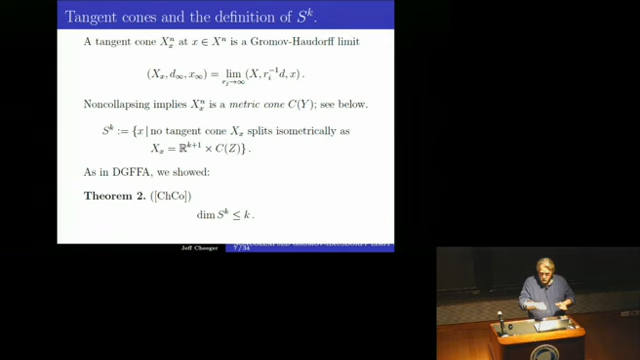 Tangent cones and the definition of S^k.
A tangent cone X^n_x at x ∈ X^n is a Gromov-Haudorff limit
(X_x, d_∞, x_∞) = lim_{r_j→∞} (X, r_i^{-1}d, x) .
Noncollapsing implies X^n_x is a metric cone C(Y); see below.
S^k := {x | no tangent cone X_x splits isometrically as
X_x = ℝ^{k+1} × C(Z)} .
As in DGFFA, we showed:
Theorem 2. ([ChCo])
dim S^k ≤ k .
Jeff Cheeger
7 / 34